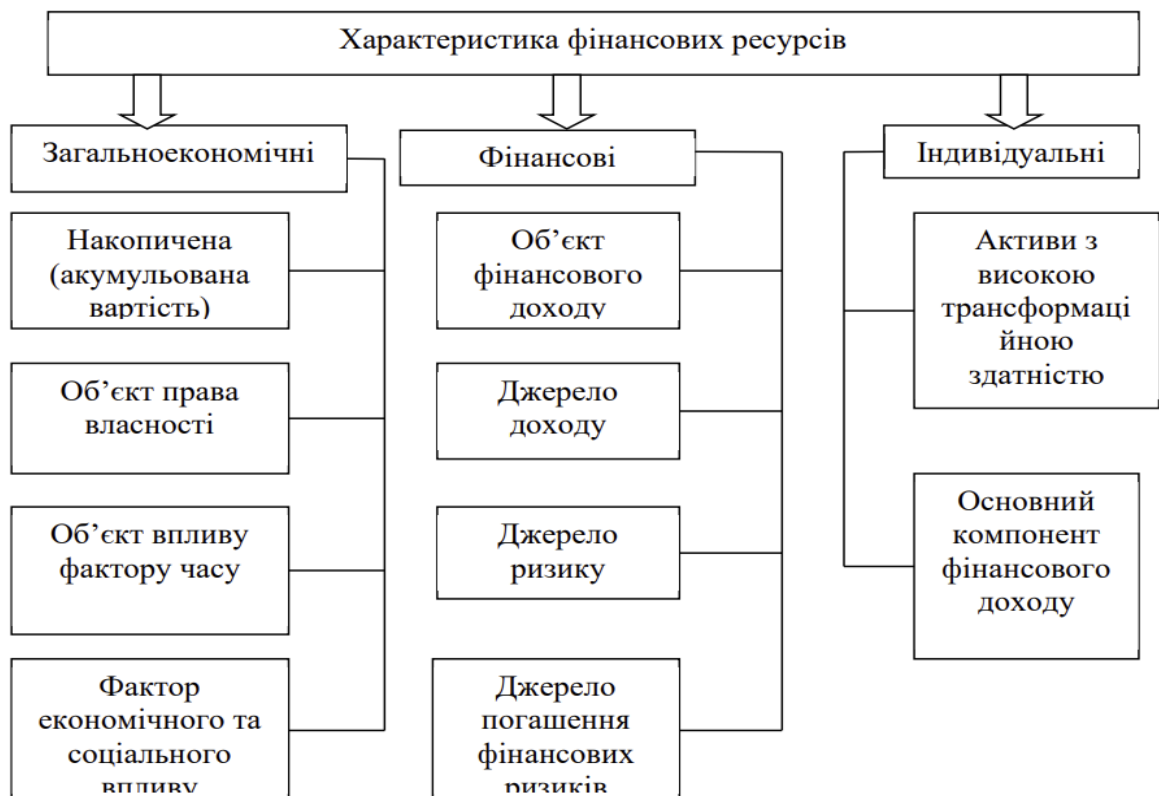 Характеристика фінансових ресурсів
Загальноекономічні
Накопичена
(акумульована
вартість)
Об’єкт права
власності
Об’єкт впливу
фактору часу
Фактор
економічного та
соціального
впливу
Фінансові
Об’єкт
фінансового
доходу
Джерело
доходу
Джерело
ризику
Джерело
погашення
фінансових
ризиків
Індивідуальні
Активи з
високою
трансформаці
йною
здатністю
Основний
компонент
фінансового
доходу